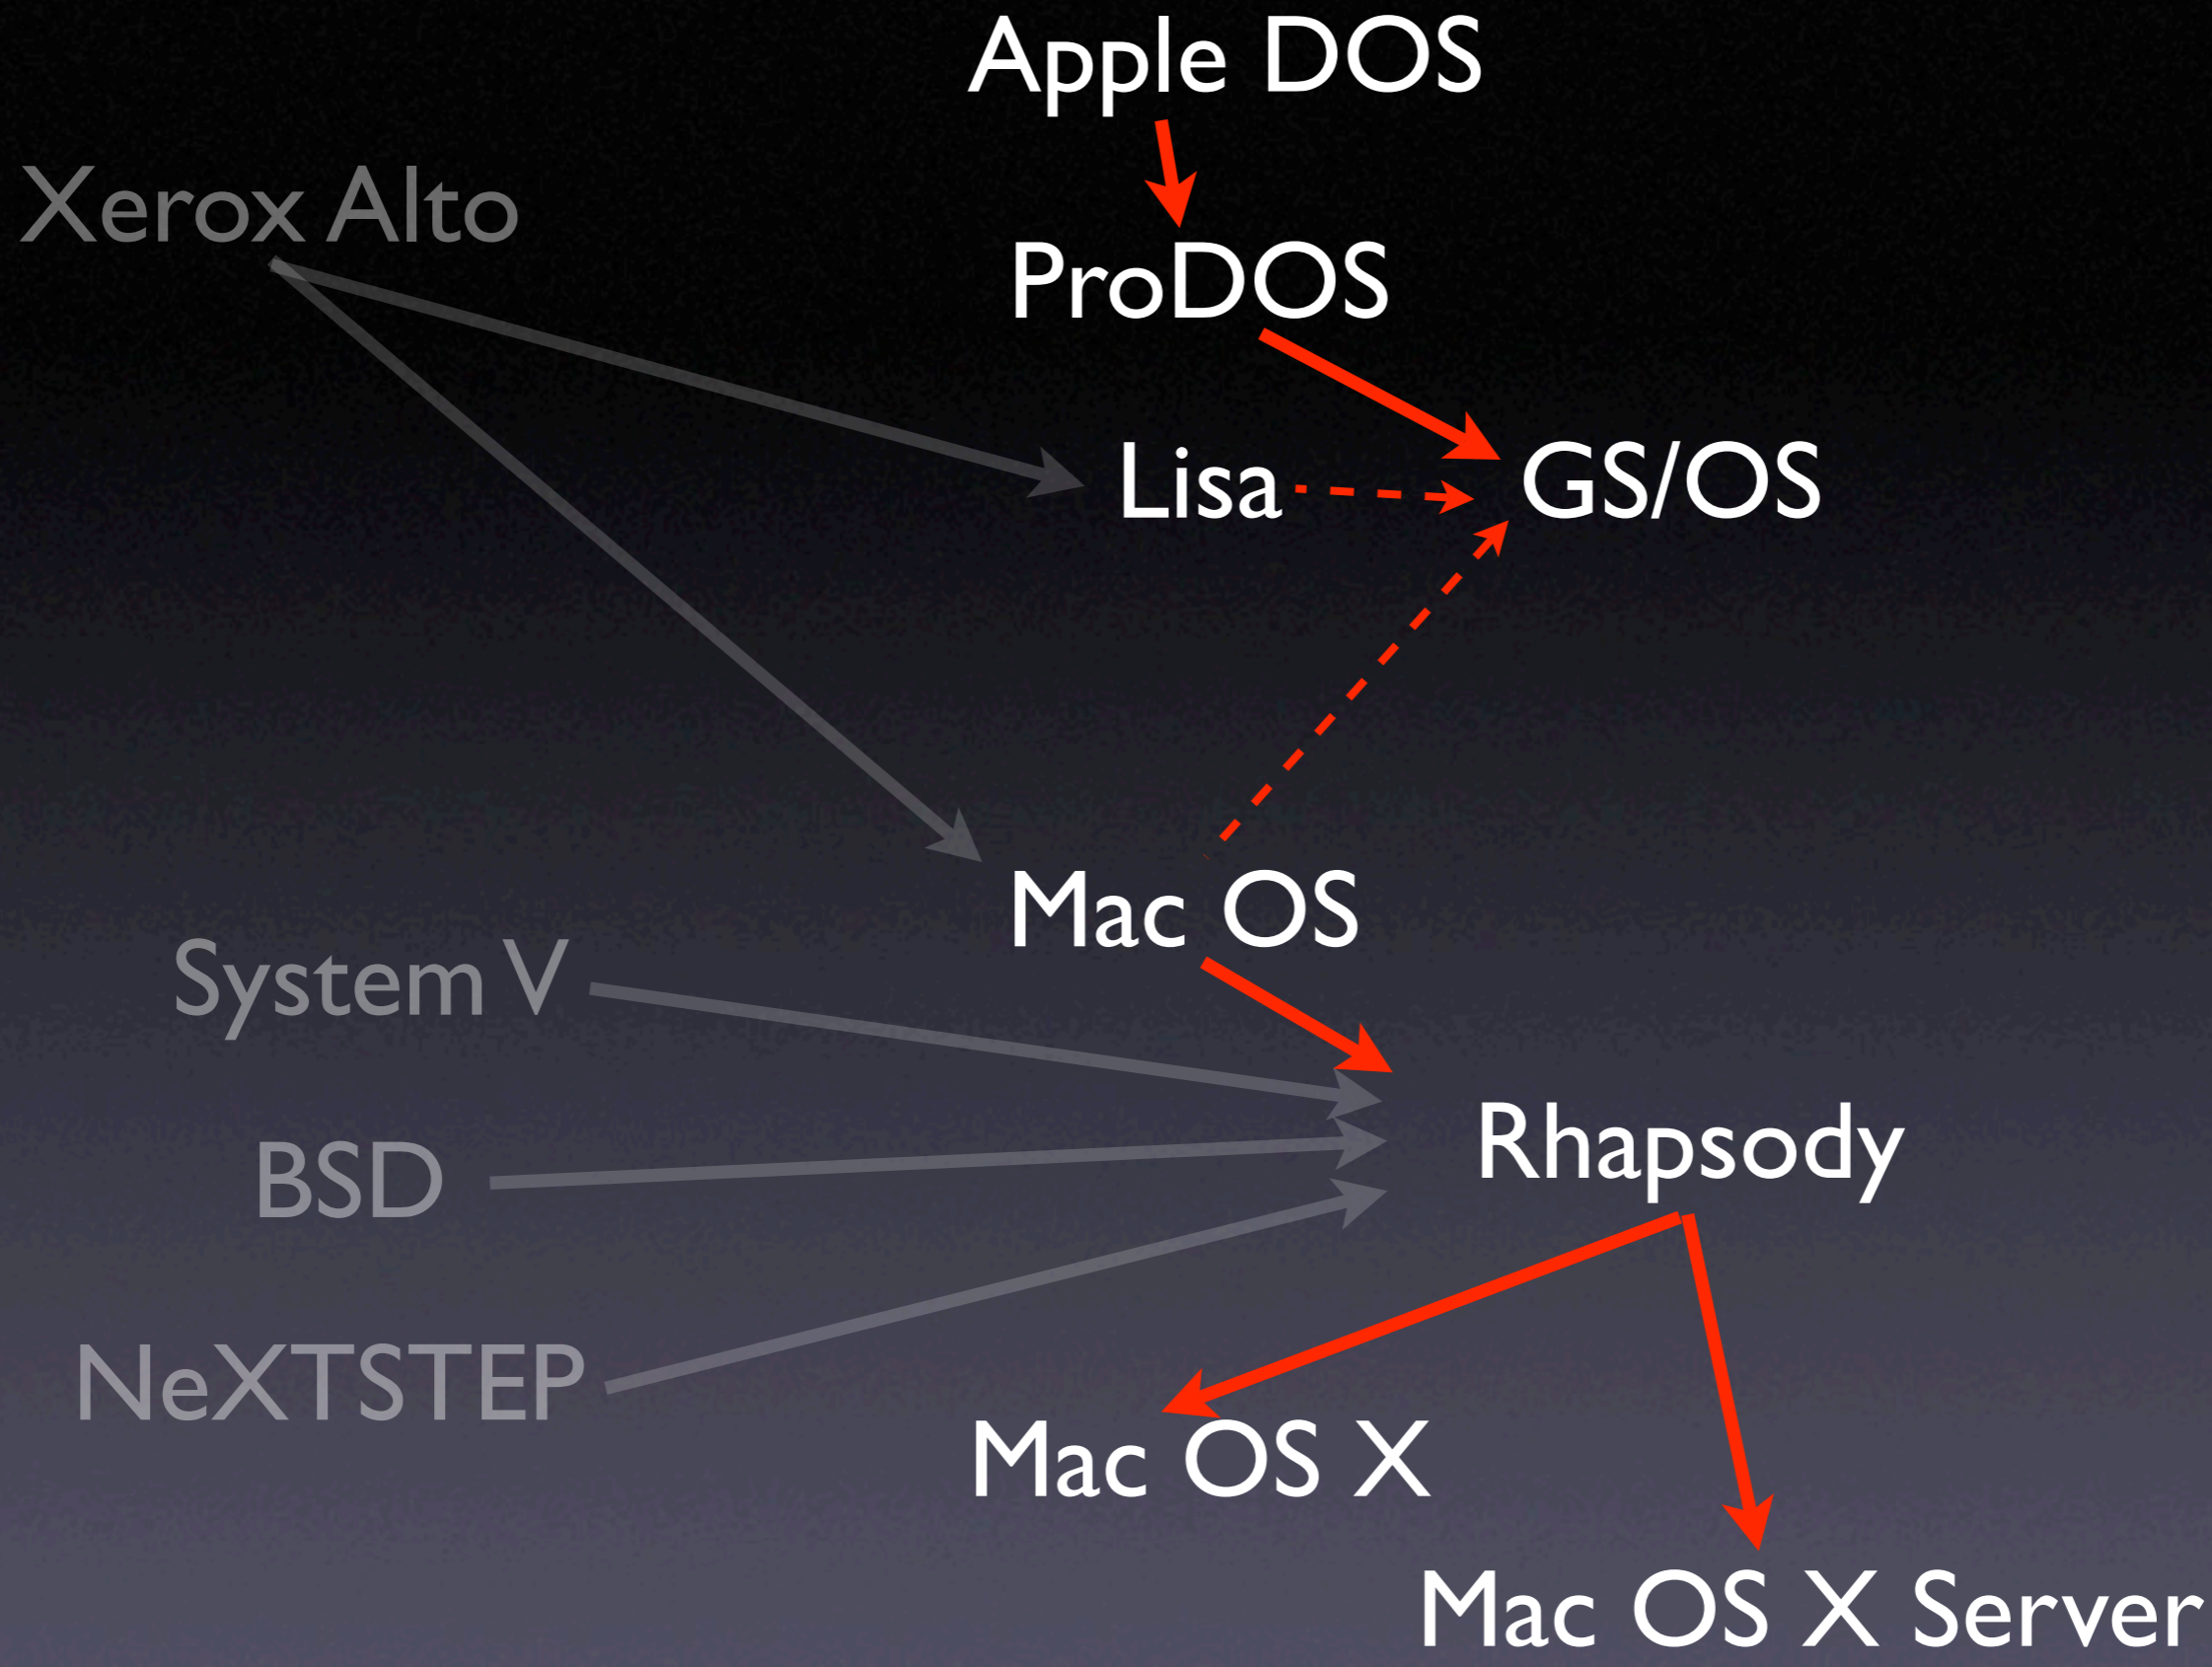 Apple DOS
Xerox Alto
ProDOS
Lisa
GS/OS
Mac OS
System V
Rhapsody
BSD
NeXTSTEP
Mac OS X
Mac OS X Server